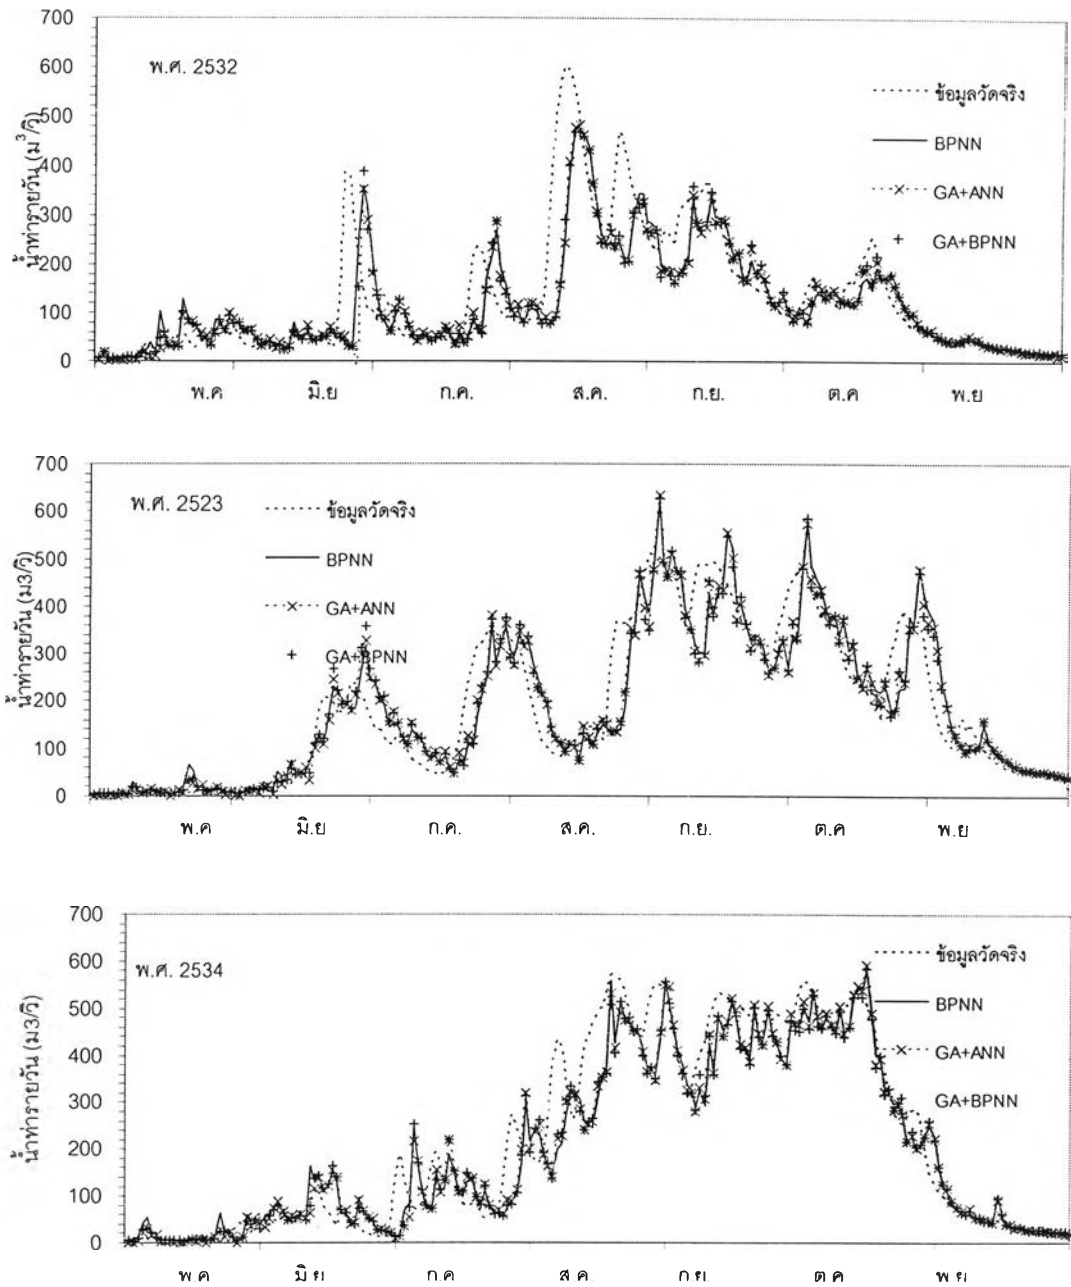 700
600
500
400
300
200
100
0
น้ำท่ารายวัน (ม³/วิ)
พ.ศ. 2532
ข้อมูลวัดจริง
BPNN
GA+ANN
GA+BPNN
พ.ค
มิ.ย
ก.ค.
ส.ค.
ก.ย.
ต.ค
พ.ย
700
600
500
400
300
200
100
0
น้ำท่ารายวัน (ม3/วิ)
พ.ศ. 2523
ข้อมูลวัดจริง
BPNN
GA+ANN
GA+BPNN
พ.ค
มิ.ย
ก.ค.
ส.ค.
ก.ย.
ต.ค
พ.ย
700
600
500
400
300
200
100
0
น้ำท่ารายวัน (ม3/วิ)
พ.ศ. 2534
ข้อมูลวัดจริง
BPNN
GA+ANN
GA+BPNN
พ.ค
มิ.ย
ก.ค
ส.ค.
ก.ย
ต.ค
พ.ย